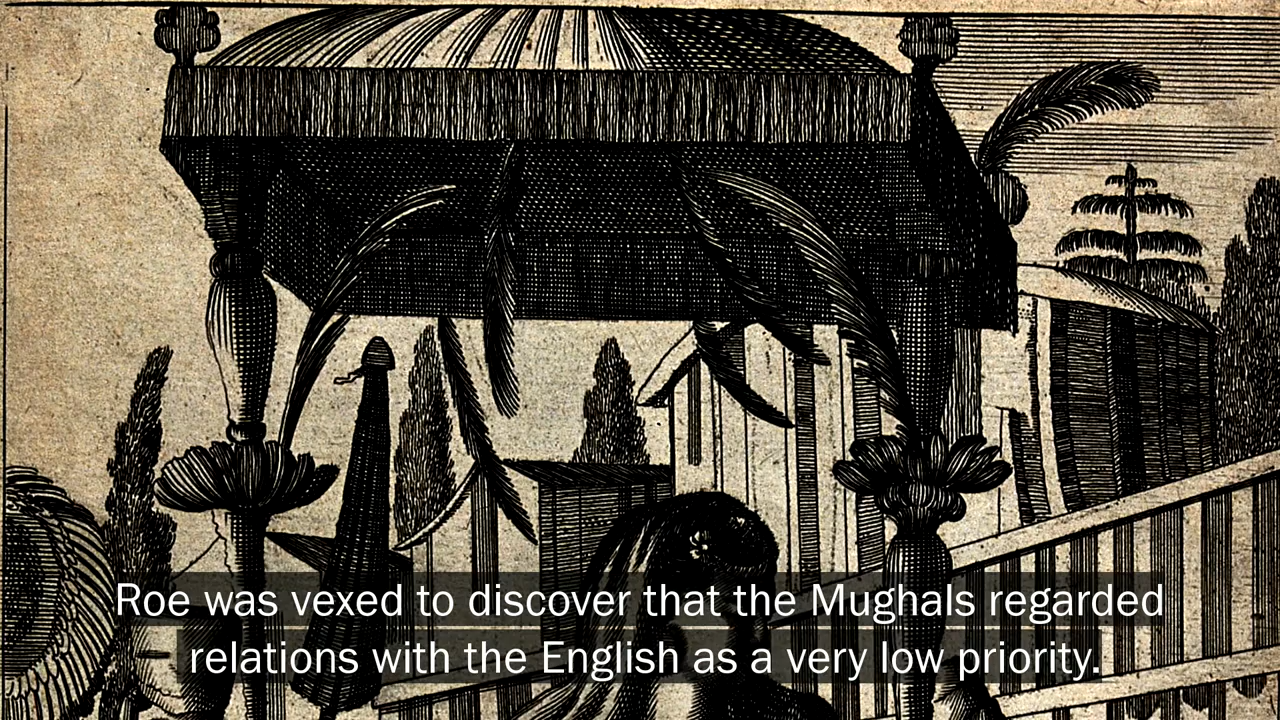 Roe was vexed to discover that the Mughals regarded
relations with the English as a very low priority.